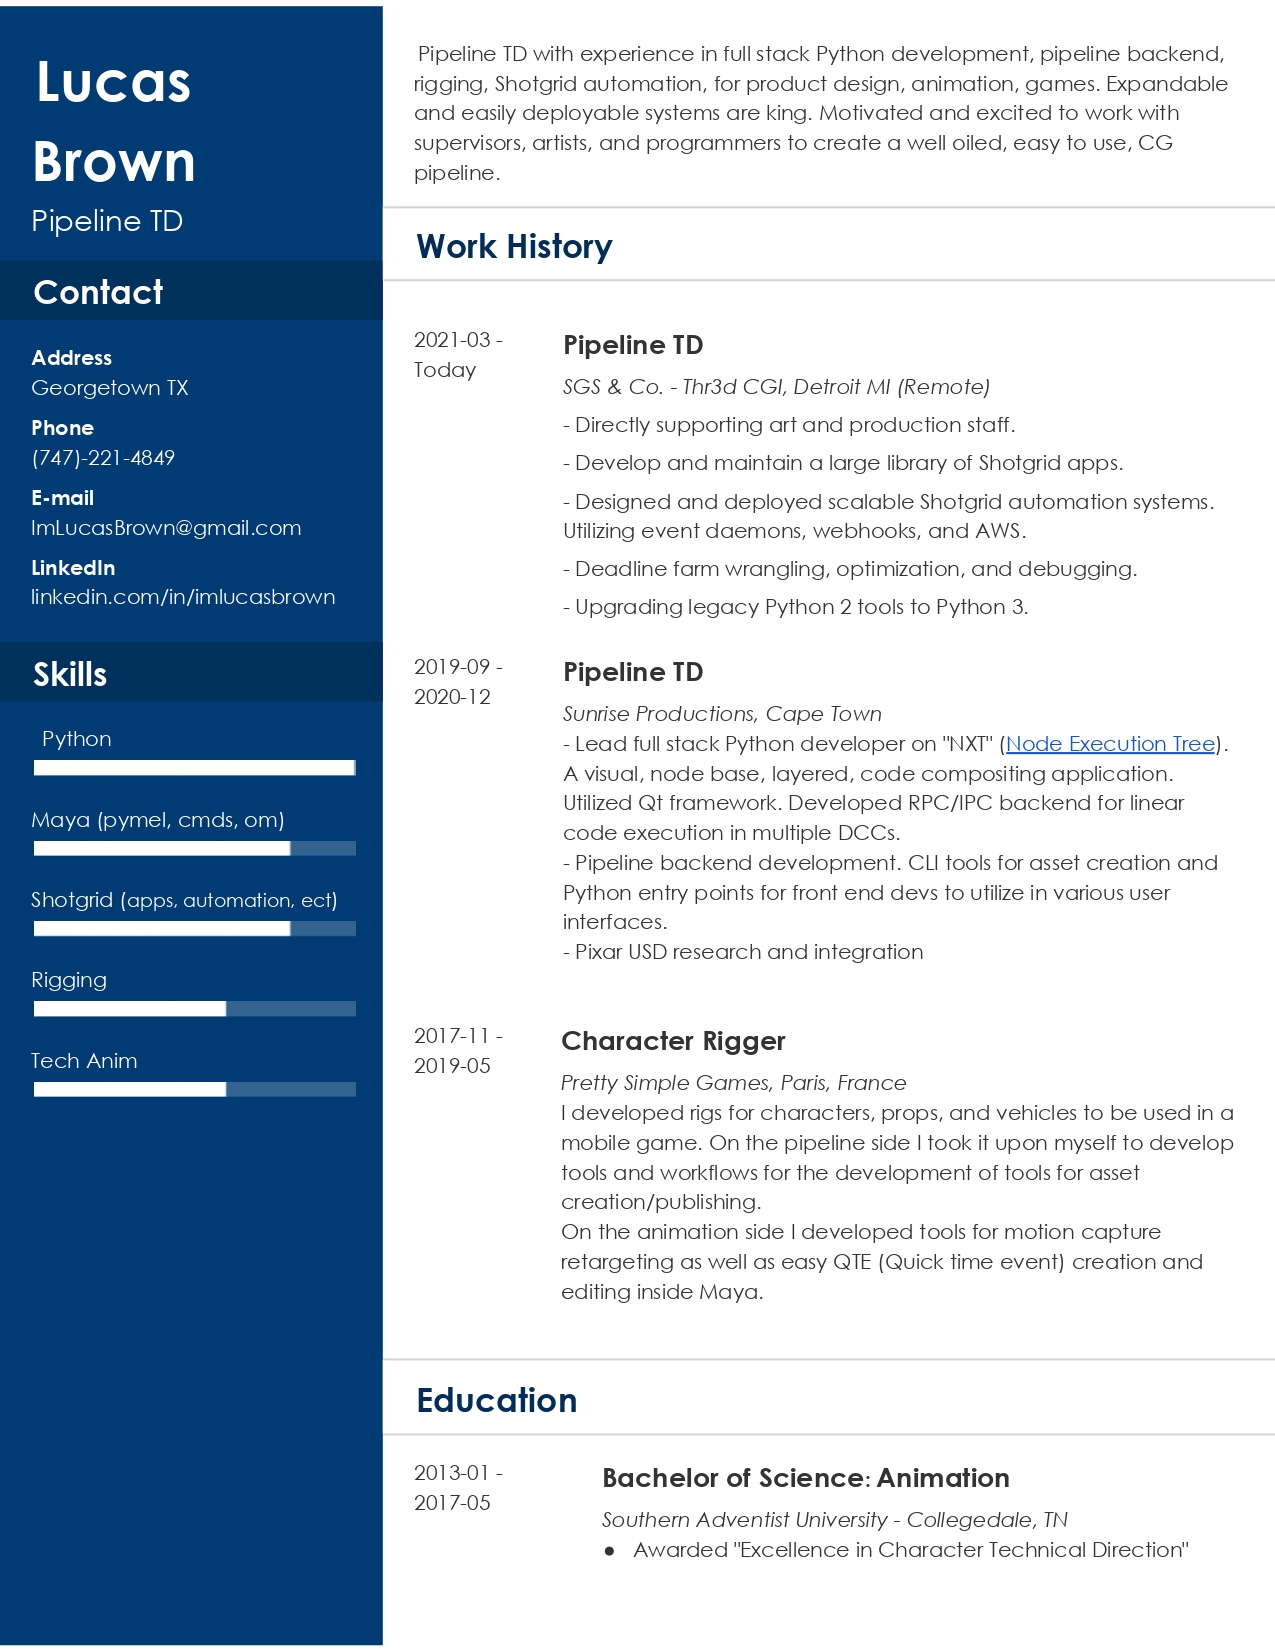 Lucas
Brown
Pipeline TD
Contact
Address
Georgetown TX
Phone
(747)-221-4849
E-mail
ImLucasBrown@gmail.com
LinkedIn
linkedin.com/in/imlucasbrown
Skills
Python
Maya (pymel, cmds, om)
Shotgrid (apps, automation, ect)
Rigging
Tech Anim
Pipeline TD with experience in full stack Python development, pipeline backend,
rigging, Shotgrid automation, for product design, animation, games. Expandable
and easily deployable systems are king. Motivated and excited to work with
supervisors, artists, and programmers to create a well oiled, easy to use, CG
pipeline.
Work History
2021-03 -
Today
Pipeline TD
SGS & Co. - Thr3d CGI, Detroit MI (Remote)
- Directly supporting art and production staff.
- Develop and maintain a large library of Shotgrid apps.
- Designed and deployed scalable Shotgrid automation systems.
Utilizing event daemons, webhooks, and AWS.
- Deadline farm wrangling, optimization, and debugging.
- Upgrading legacy Python 2 tools to Python 3.
2019-09 -
2020-12
Pipeline TD
Sunrise Productions, Cape Town
- Lead full stack Python developer on "NXT" (Node Execution Tree).
A visual, node base, layered, code compositing application.
Utilized Qt framework. Developed RPC/IPC backend for linear
code execution in multiple DCCs.
- Pipeline backend development. CLI tools for asset creation and
Python entry points for front end devs to utilize in various user
interfaces.
- Pixar USD research and integration
2017-11 -
2019-05
Character Rigger
Pretty Simple Games, Paris, France
I developed rigs for characters, props, and vehicles to be used in a
mobile game. On the pipeline side I took it upon myself to develop
tools and workflows for the development of tools for asset
creation/publishing.
On the animation side I developed tools for motion capture
retargeting as well as easy QTE (Quick time event) creation and
editing inside Maya.
Education
2013-01 -
2017-05
Bachelor of Science: Animation
Southern Adventist University - Collegedale, TN
● Awarded "Excellence in Character Technical Direction"